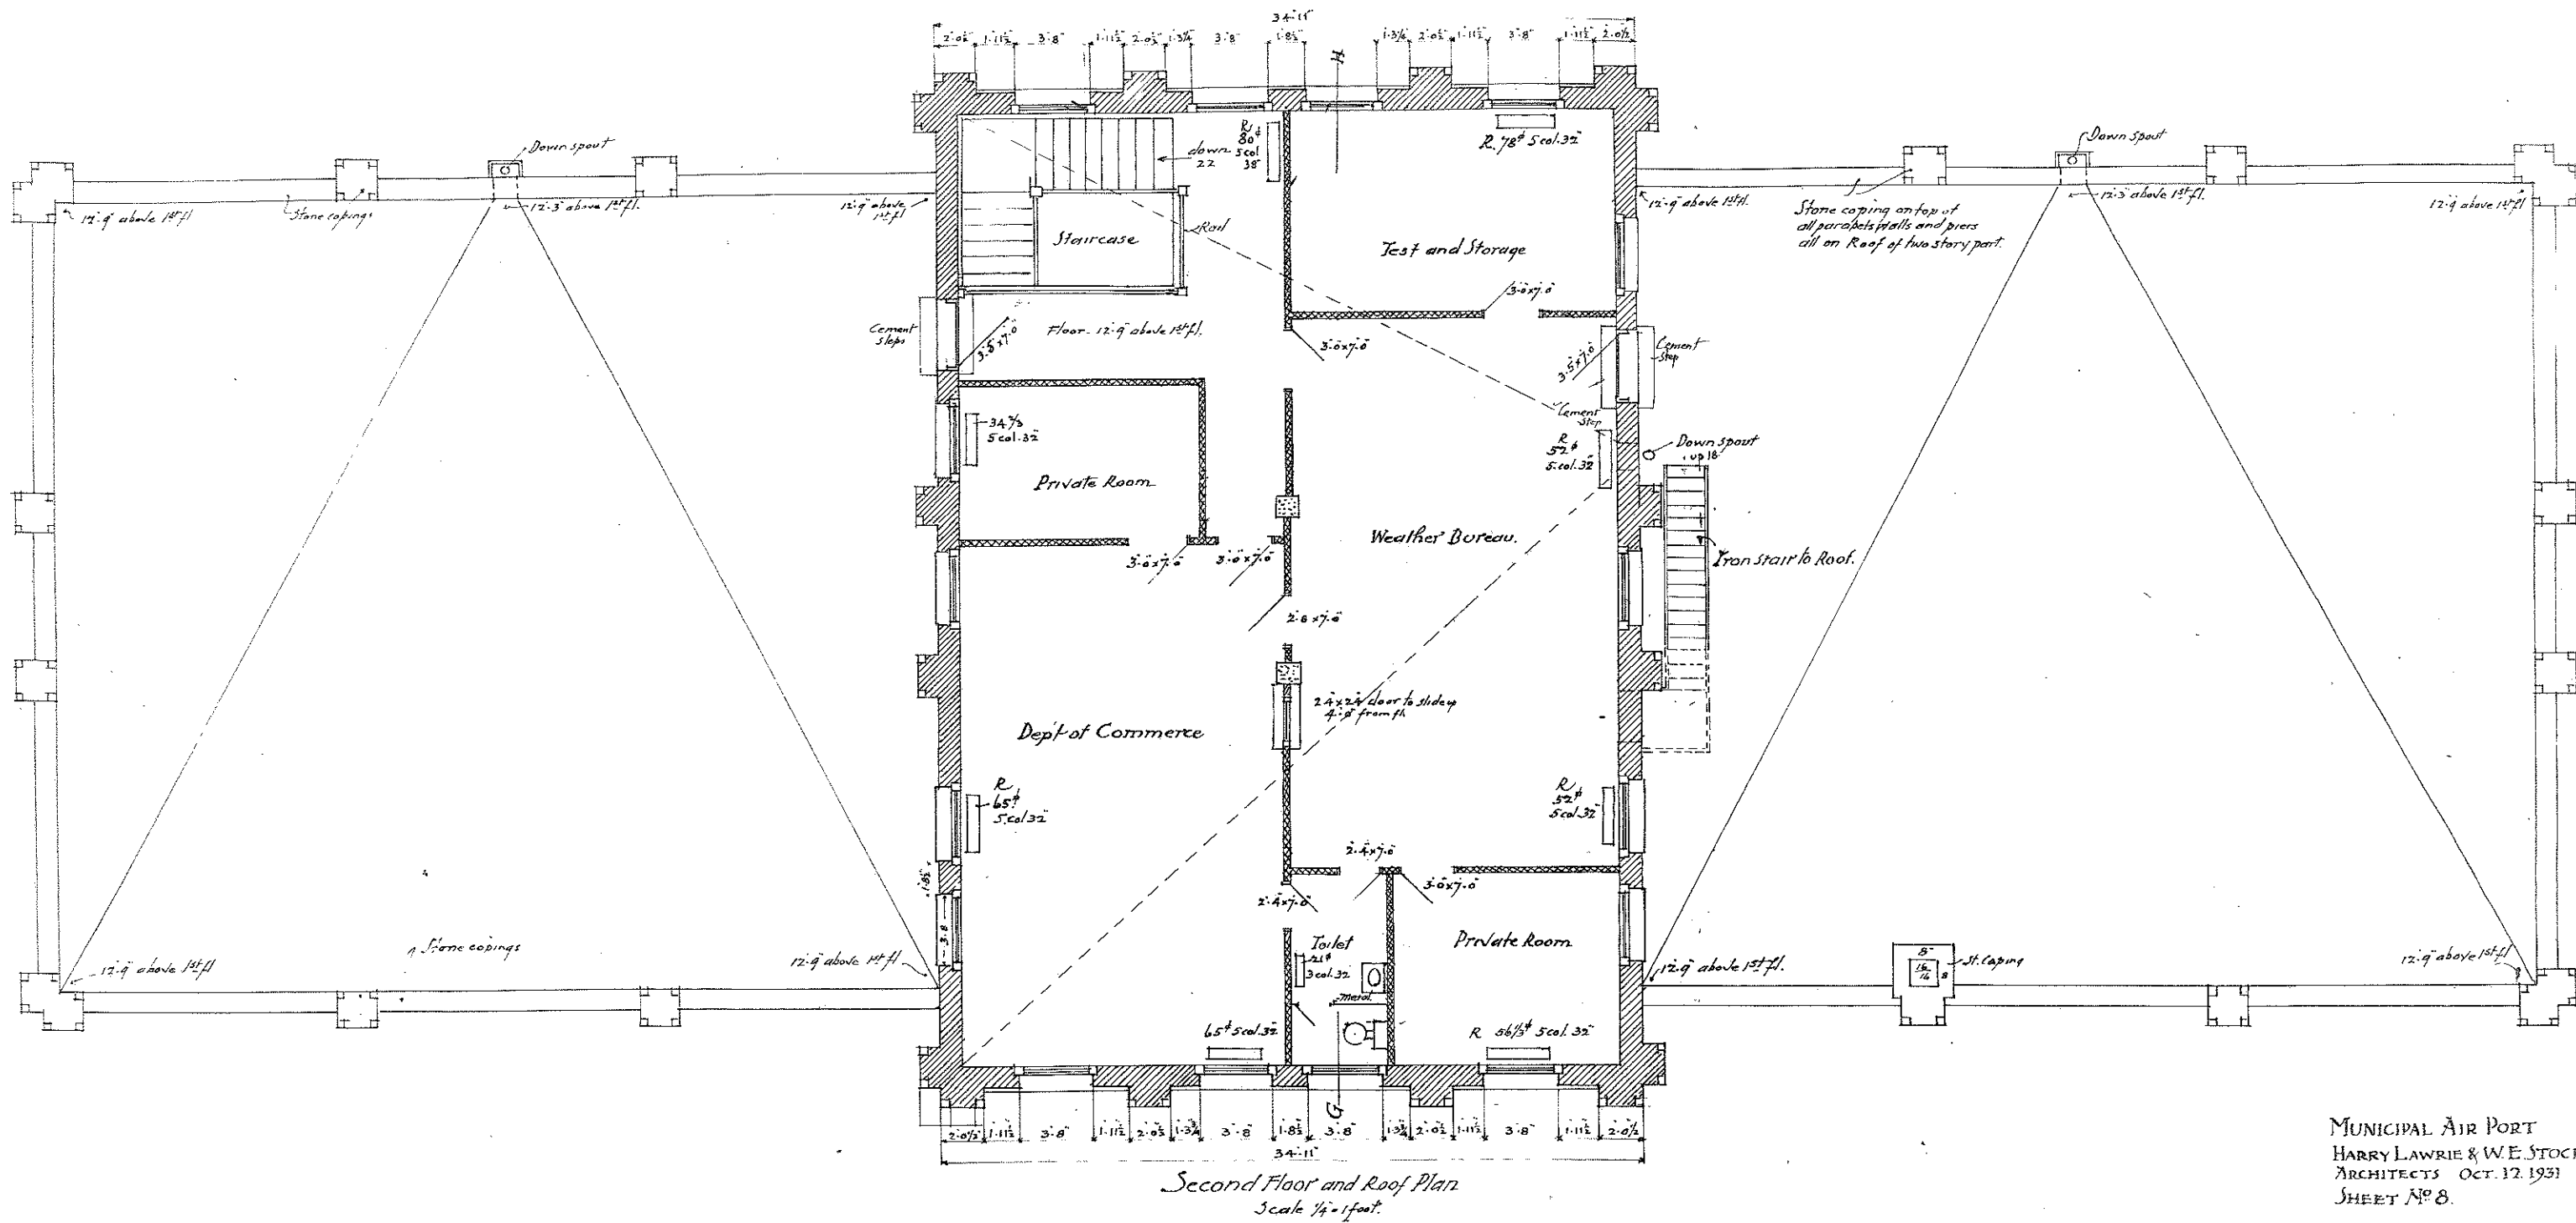 34'-11"
2'-0½" 1'-11½" 3'-8" 1'-11½" 2'-0½" 1'-3¾" 3'-8" 1'-8½" 1'-3¾" 2'-0½" 1'-11½" 3'-8" 1'-11½" 2'-0½"
H
Down spout
12'-9" above 1st fl
Stone copings
12'-3" above 1st fl.
12'-9" above
1st fl
down
22
R
80#
5 col
38"
R. 78# 5 col. 32"
Staircase
Rail
Test and Storage
3'-0"x7'-0"
Down spout
12'-9" above 1st fl.
Stone coping on top of
all parapets walls and piers
all on Roof of two story part.
12'-3" above 1st fl.
12'-9" above 1st fl
Cement
steps
3'-5"x7'-0"
Floor - 12'-9" above 1st fl.
3'-0"x7'-0"
3'-5"x7'-0"
Cement
Step
Cement
Step
34⅔
5 col. 32"
Private Room
R
52#
5 col. 32"
Down spout
up 18
3'-0"x7'-0"
3'-0"x7'-0"
Weather Bureau.
Iron stair to Roof.
2'-8"x7'-0"
2'4"x2'4" door to slide up
4'-0" from fl.
Dep't of Commerce
R
65#
5 col 32"
R
52#
5 col. 32"
1'-8½"
3'-8"
2'-4"x7'-0"
3'-0"x7'-0"
2'-4"x7'-0"
Toilet
21#
3 col. 32"
Metal
Private Room
Stone copings
12'-9" above 1st fl
12'-9" above 1st fl
65# 5 col. 32"
R 56⅓# 5 col. 32"
12'-9" above 1st fl.
8"
16
16
8
St. Coping
12'-9" above 1st fl
G
2'-0½" 1'-11½" 3'-8" 1'-11½" 2'-0½" 1'-3¾" 3'-8" 1'-8½" 3'-8" 1'-3¾" 2'-0½" 1'-11½" 3'-8" 1'-11½" 2'-0½"
34'-11"
Second Floor and Roof Plan
Scale ¼" = 1 foot.
MUNICIPAL AIR PORT
HARRY LAWRIE & W.E. STOCK
ARCHITECTS OCT. 12. 1931
SHEET No 8.